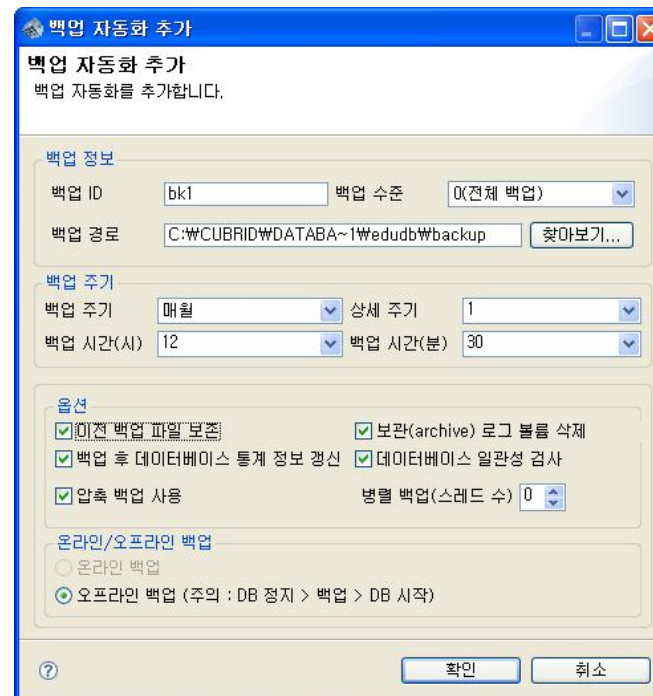 백업 자동화 추가
백업 자동화 추가
백업 자동화를 추가합니다.
백업 정보
백업 ID bk1 백업 수준 0(전체 백업)
백업 경로 C:₩CUBRID₩DATABA~1₩edudb₩backup 찾아보기...
백업 주기
백업 주기 매월 상세 주기 1
백업 시간(시) 12 백업 시간(분) 30
옵션
이전 백업 파일 보존 보관(archive) 로그 볼륨 삭제
백업 후 데이터베이스 통계 정보 갱신 데이터베이스 일관성 검사
압축 백업 사용 병렬 백업(스레드 수) 0
온라인/오프라인 백업
온라인 백업
오프라인 백업 (주의 : DB 정지 > 백업 > DB 시작)
? 확인 취소